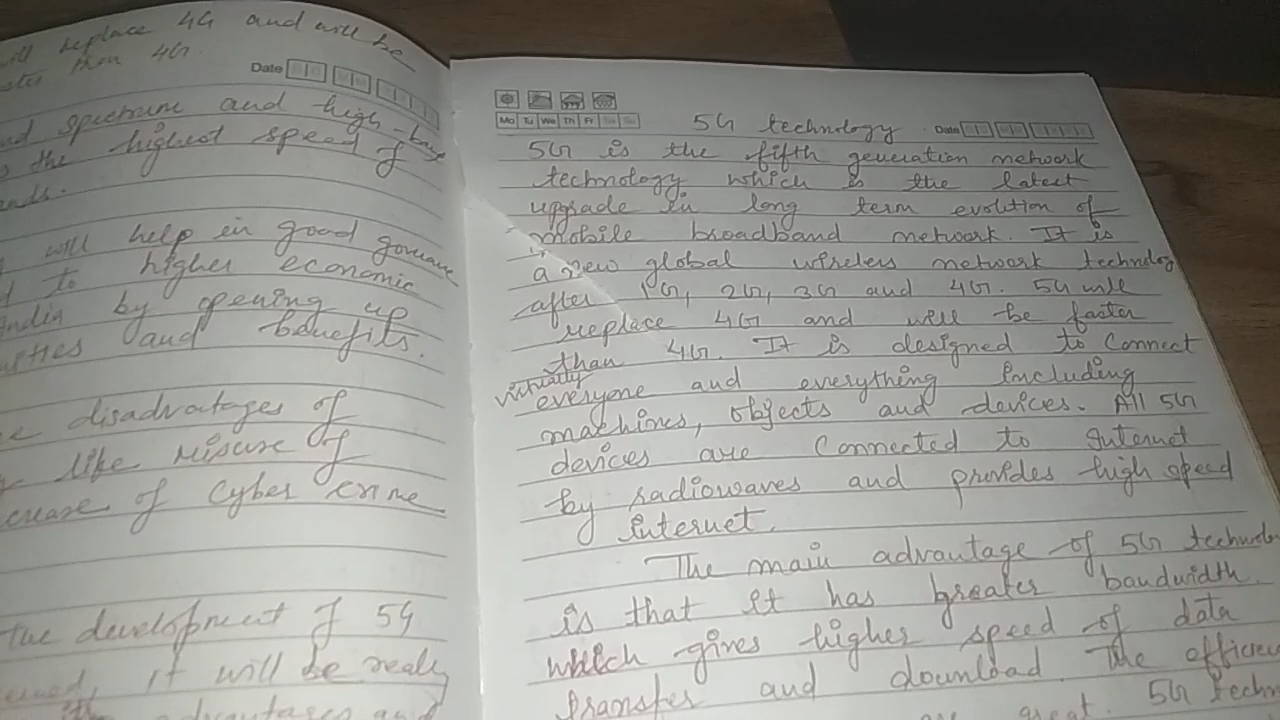 will replace 4G and will be
than 4G.
Date
spectrum and high-band
the highest speed of
will help in good governance
to higher economic
India by opening up
and benefits.
disadvatages of
like misuse of
of Cyber crime
The development of 5G
it will be really
advantages and
Mo Tu We Th Fr Sa Su
5G technology. Date
5G is the fifth generation network
technology which is the latest
upgrade in long term evolution of
mobile broadband network. It is
a new global wireless network technology
after 1G, 2G, 3G and 4G. 5G will
replace 4G and will be faster
than 4G. It is designed to Connect
virtually everyone and everything Including
machines, objects and devices. All 5G
devices are Connected to Internet
by radiowaves and provides high speed
internet.
The main advantage of 5G
is that It has greater bandwidth
which gives higher speed of data
transfer and download. The
are great. 5G